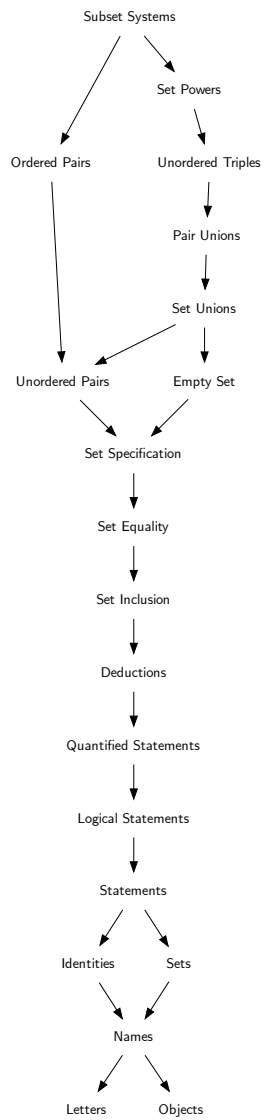 Subset Systems
Set Powers
Ordered Pairs
Unordered Triples
Pair Unions
Set Unions
Unordered Pairs
Empty Set
Set Specification
Set Equality
Set Inclusion
Deductions
Quantified Statements
Logical Statements
Statements
Identities
Sets
Names
Letters
Objects